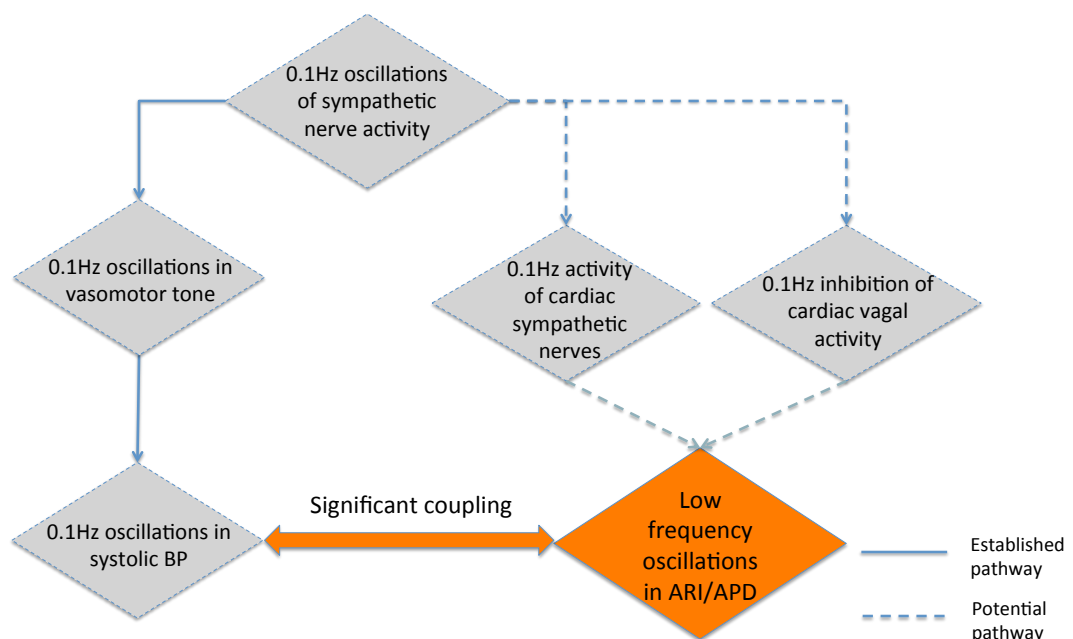 0.1Hz oscillations
of sympathetic
nerve activity
0.1Hz oscillations in
vasomotor tone
0.1Hz activity
of cardiac
sympathetic
nerves
0.1Hz inhibition of
cardiac vagal
activity
0.1Hz oscillations in
systolic BP
Significant coupling
Low
frequency
oscillations
in ARI/APD
Established
pathway
Potential
pathway